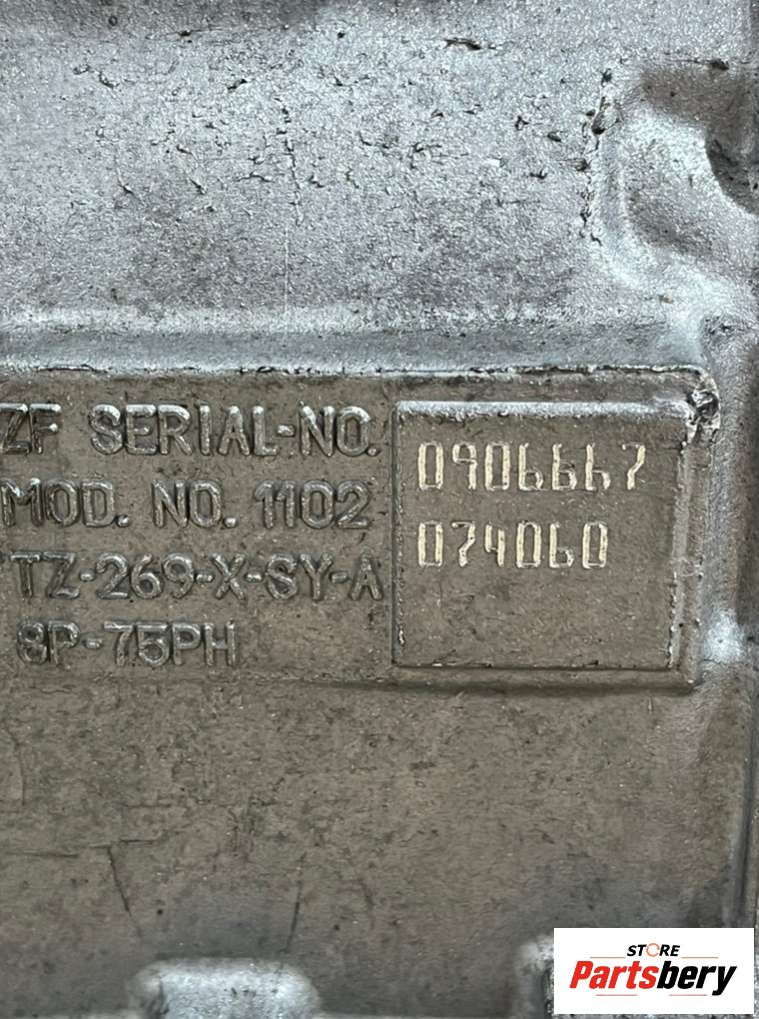 ZF SERIAL-NO.
0906667
MOD. NO. 1102
074060
TZ-269-X-SY-A
8P-75PH
STORE
Partsbery